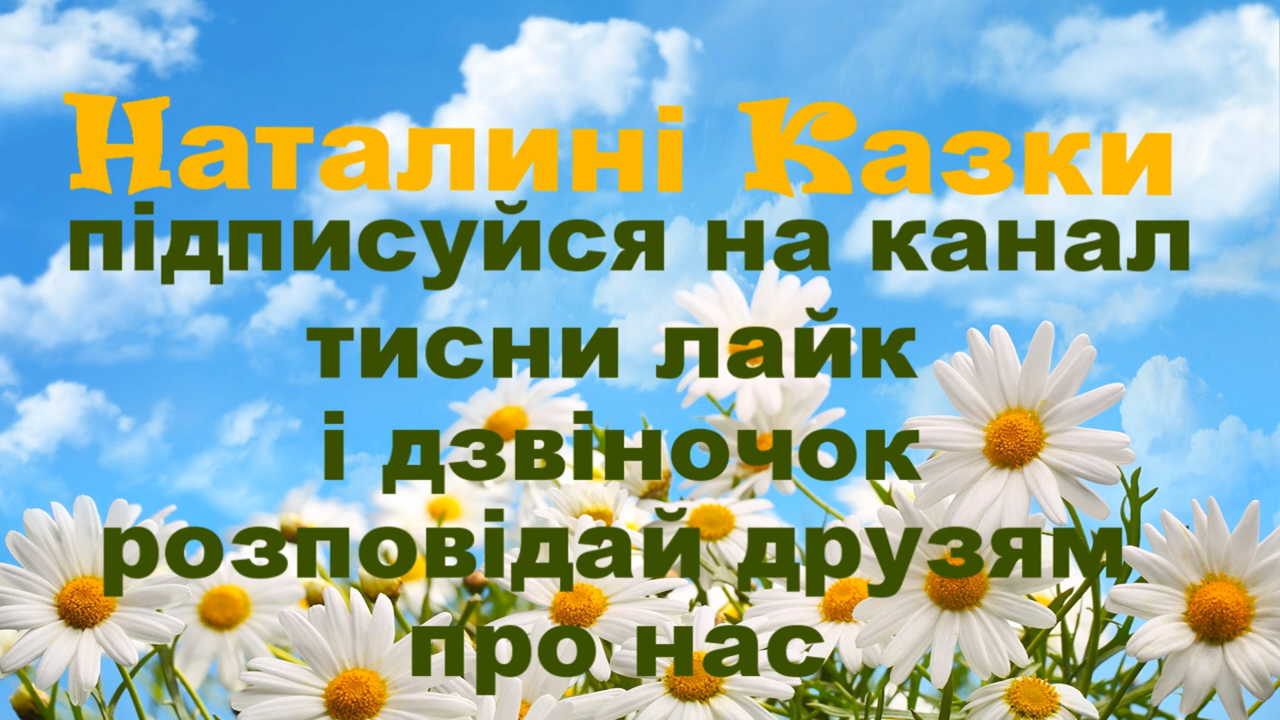 Наталині Казки
підписуйся на канал
тисни лайк
і дзвіночок
розповідай друзям
про нас